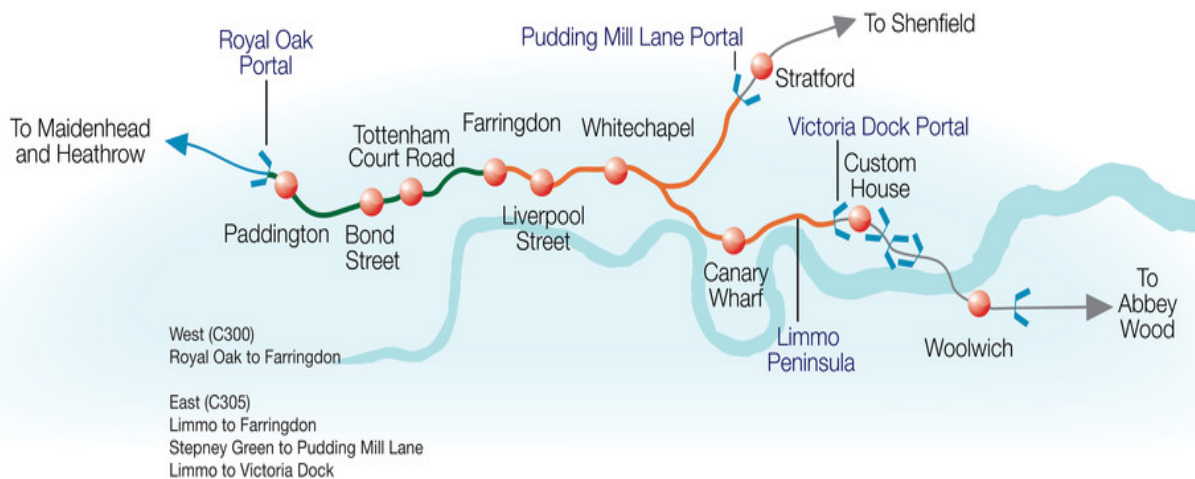 To Shenfield
Royal Oak
Portal
Pudding Mill Lane Portal
Stratford
To Maidenhead
and Heathrow
Tottenham
Court Road
Farringdon
Whitechapel
Victoria Dock Portal
Custom
House
Paddington
Bond
Street
Liverpool
Street
Canary
Wharf
Limmo
Peninsula
Woolwich
To
Abbey
Wood
West (C300)
Royal Oak to Farringdon
East (C305)
Limmo to Farringdon
Stepney Green to Pudding Mill Lane
Limmo to Victoria Dock